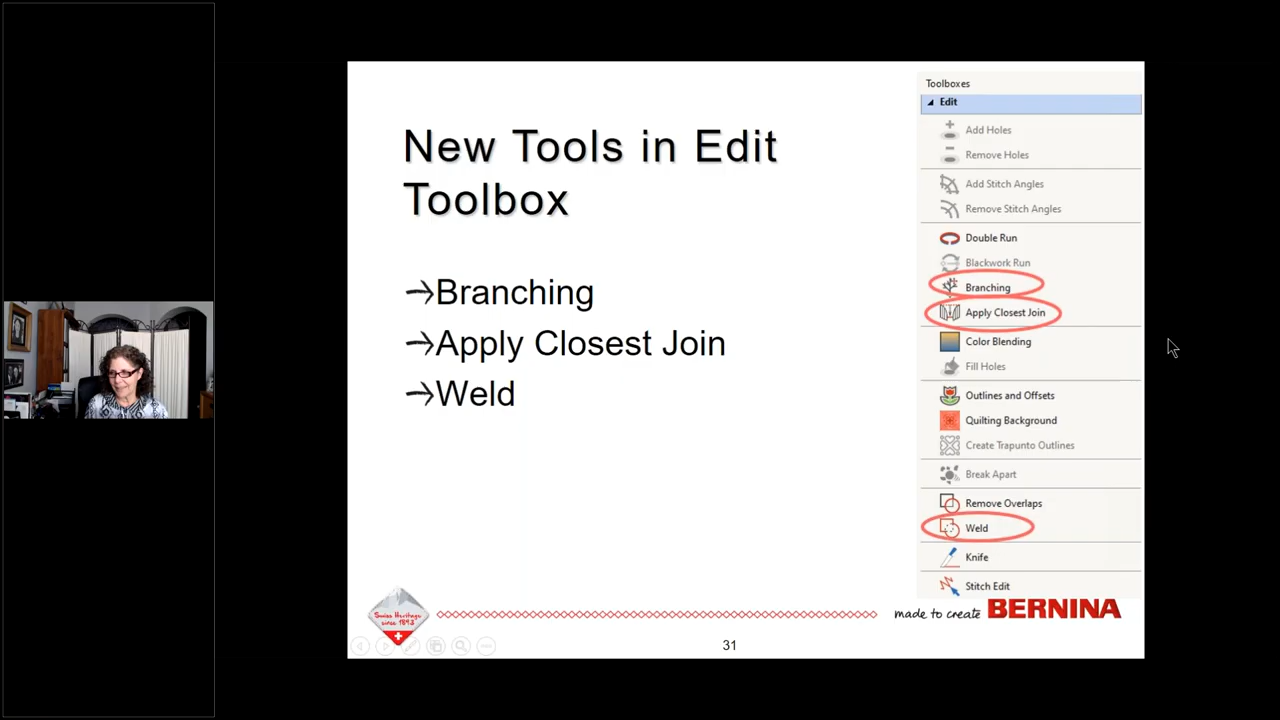 New Tools in Edit
Toolbox
→Branching
→Apply Closest Join
→Weld
Toolboxes
Edit
Add Holes
Remove Holes
Add Stitch Angles
Remove Stitch Angles
Double Run
Blackwork Run
Branching
Apply Closest Join
Color Blending
Fill Holes
Outlines and Offsets
Quilting Background
Create Trapunto Outlines
Break Apart
Remove Overlaps
Weld
Knife
Stitch Edit
Swiss Heritage
since 1893
made to create BERNINA
31